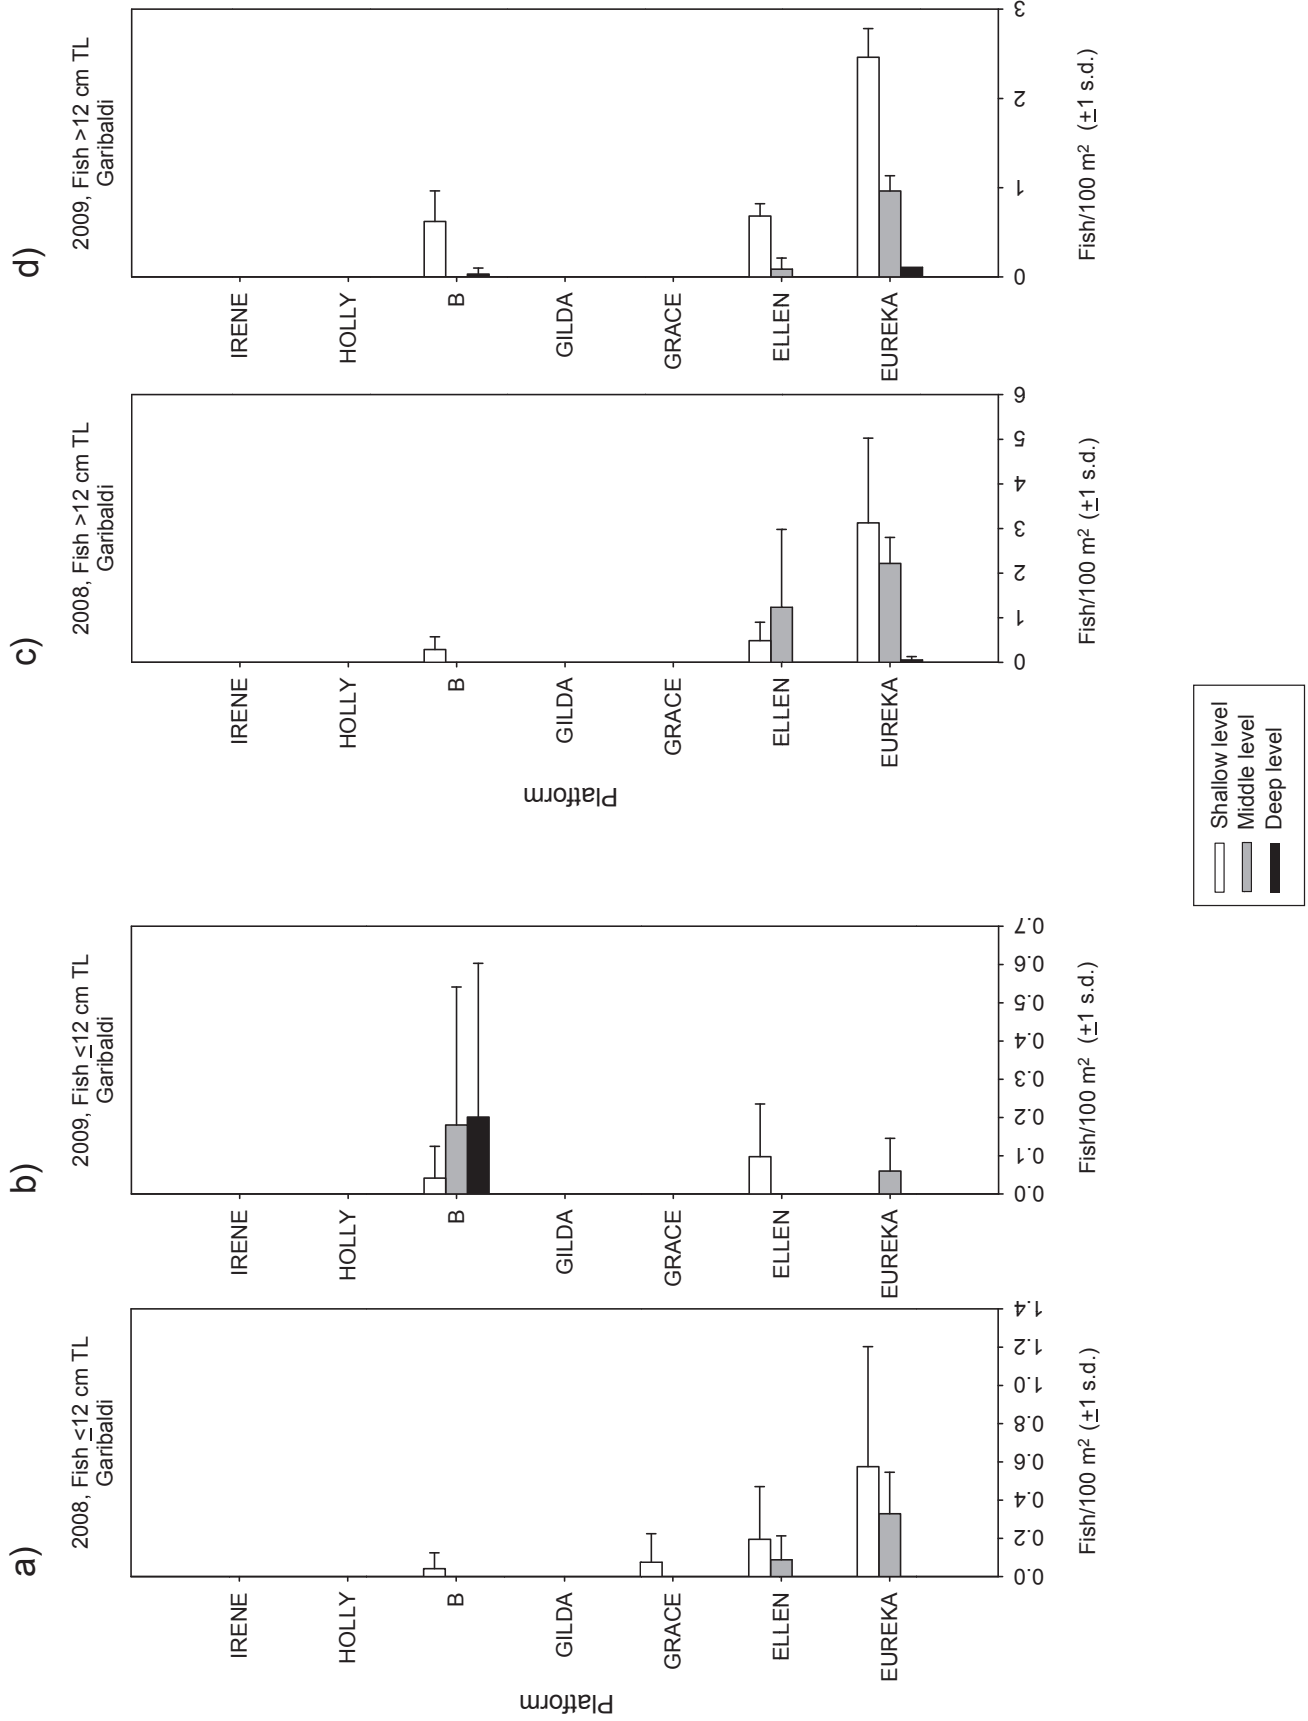 a)
2008, Fish ≤12 cm TL
Garibaldi
Platform
IRENE
HOLLY
B
GILDA
GRACE
ELLEN
EUREKA
0.0 0.2 0.4 0.6 0.8 1.0 1.2 1.4
Fish/100 m² (±1 s.d.)
b)
2009, Fish ≤12 cm TL
Garibaldi
IRENE
HOLLY
B
GILDA
GRACE
ELLEN
EUREKA
0.0 0.1 0.2 0.3 0.4 0.5 0.6 0.7
Fish/100 m² (±1 s.d.)
c)
2008, Fish >12 cm TL
Garibaldi
Platform
IRENE
HOLLY
B
GILDA
GRACE
ELLEN
EUREKA
0 1 2 3 4 5 6
Fish/100 m² (±1 s.d.)
d)
2009, Fish >12 cm TL
Garibaldi
IRENE
HOLLY
B
GILDA
GRACE
ELLEN
EUREKA
0 1 2 3
Fish/100 m² (±1 s.d.)
Shallow level
Middle level
Deep level